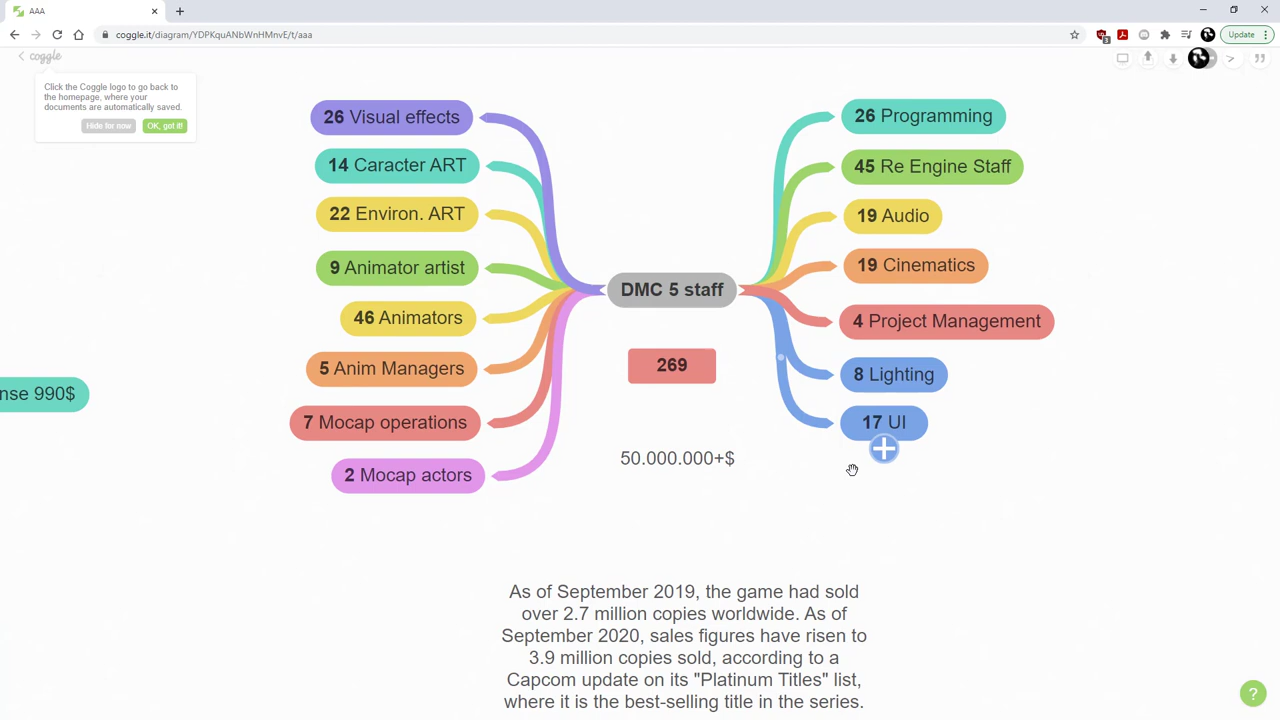 AAA
coggle.it/diagram/YDPKquANbWnHMnvE/t/aaa
3
Update
coggle
Click the Coggle logo to go back to
the homepage, where your
documents are automatically saved.
Hide for now
OK, got it!
26 Visual effects
14 Caracter ART
22 Environ. ART
9 Animator artist
46 Animators
5 Anim Managers
7 Mocap operations
2 Mocap actors
nse 990$
DMC 5 staff
269
50.000.000+$
26 Programming
45 Re Engine Staff
19 Audio
19 Cinematics
4 Project Management
8 Lighting
17 UI
As of September 2019, the game had sold
over 2.7 million copies worldwide. As of
September 2020, sales figures have risen to
3.9 million copies sold, according to a
Capcom update on its "Platinum Titles" list,
where it is the best-selling title in the series.
?